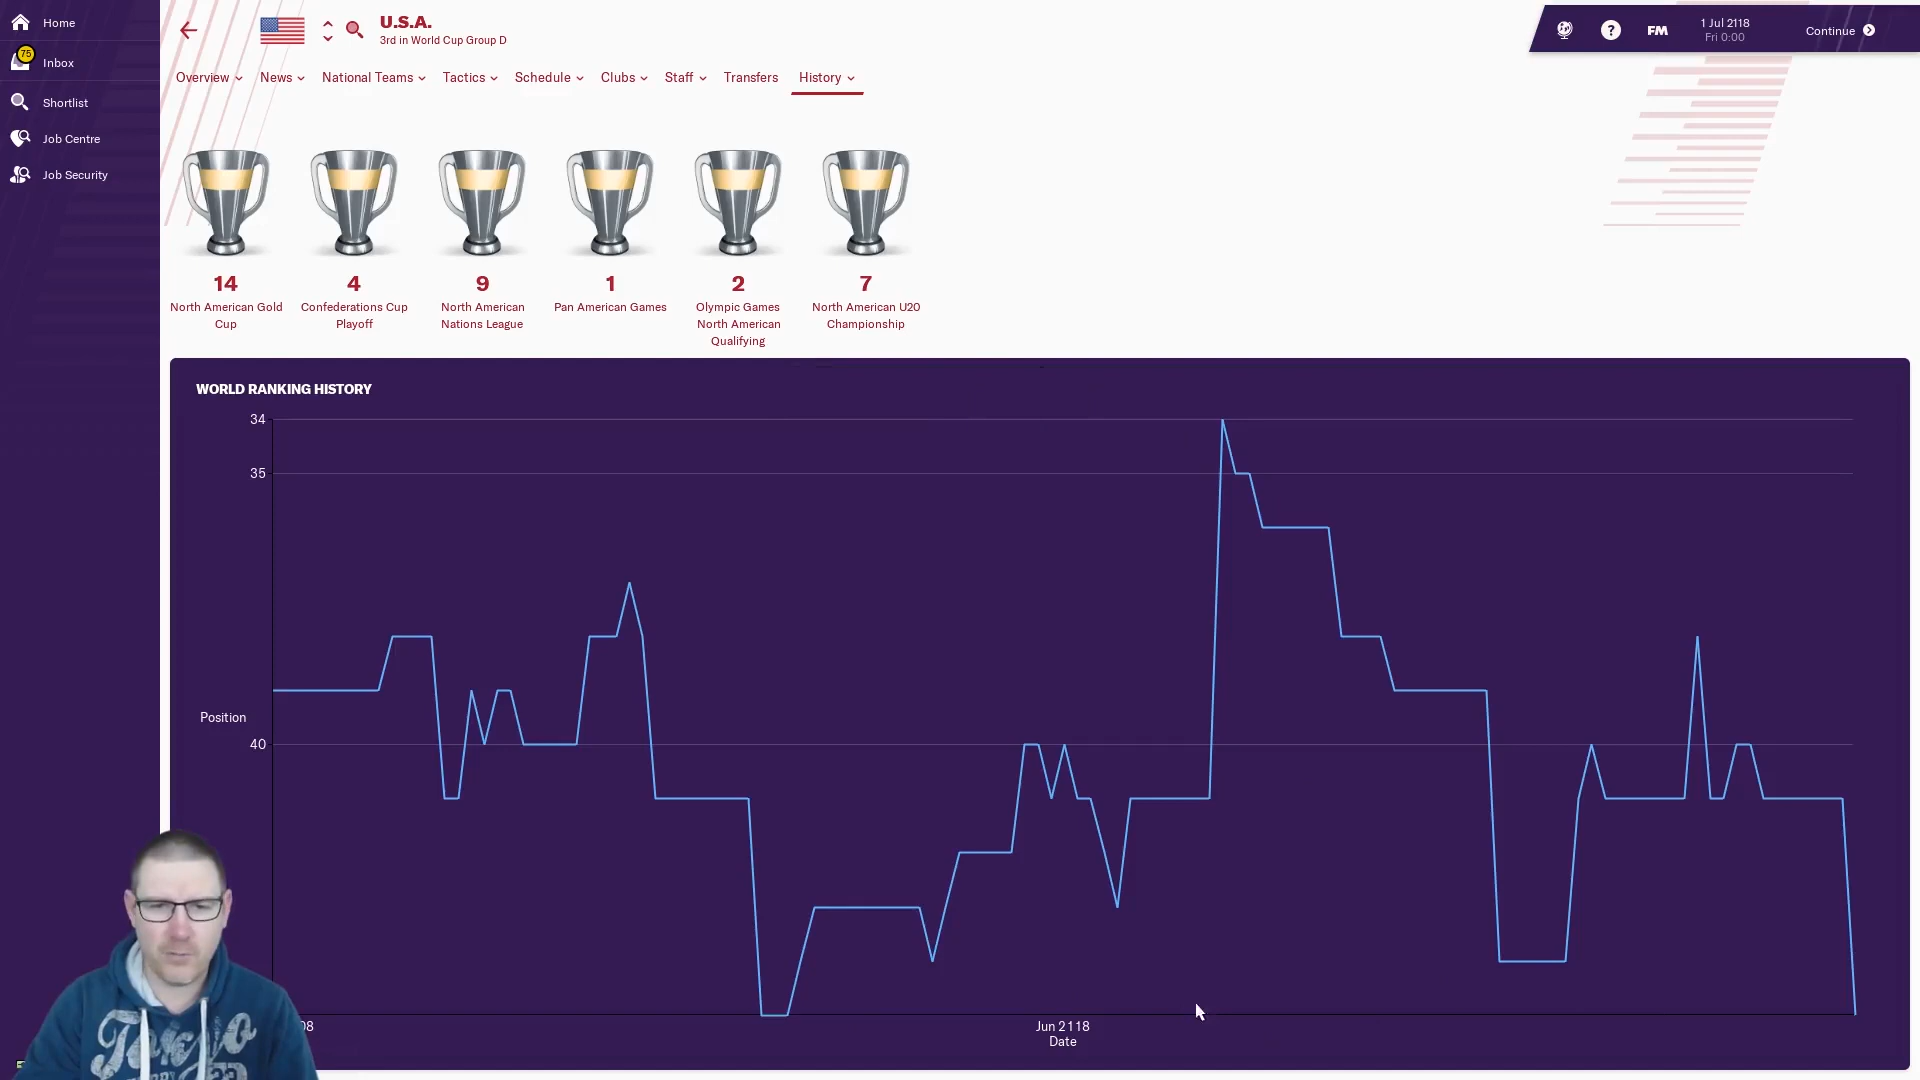 Home
75
Inbox
Shortlist
Job Centre
Job Security
U.S.A.
3rd in World Cup Group D
FM
1 Jul 2118
Fri 0:00
Continue
Overview
News
National Teams
Tactics
Schedule
Clubs
Staff
Transfers
History
14
North American Gold
Cup
4
Confederations Cup
Playoff
9
North American
Nations League
1
Pan American Games
2
Olympic Games
North American
Qualifying
7
North American U20
Championship
WORLD RANKING HISTORY
34
35
Position
40
08
Jun 2118
Date